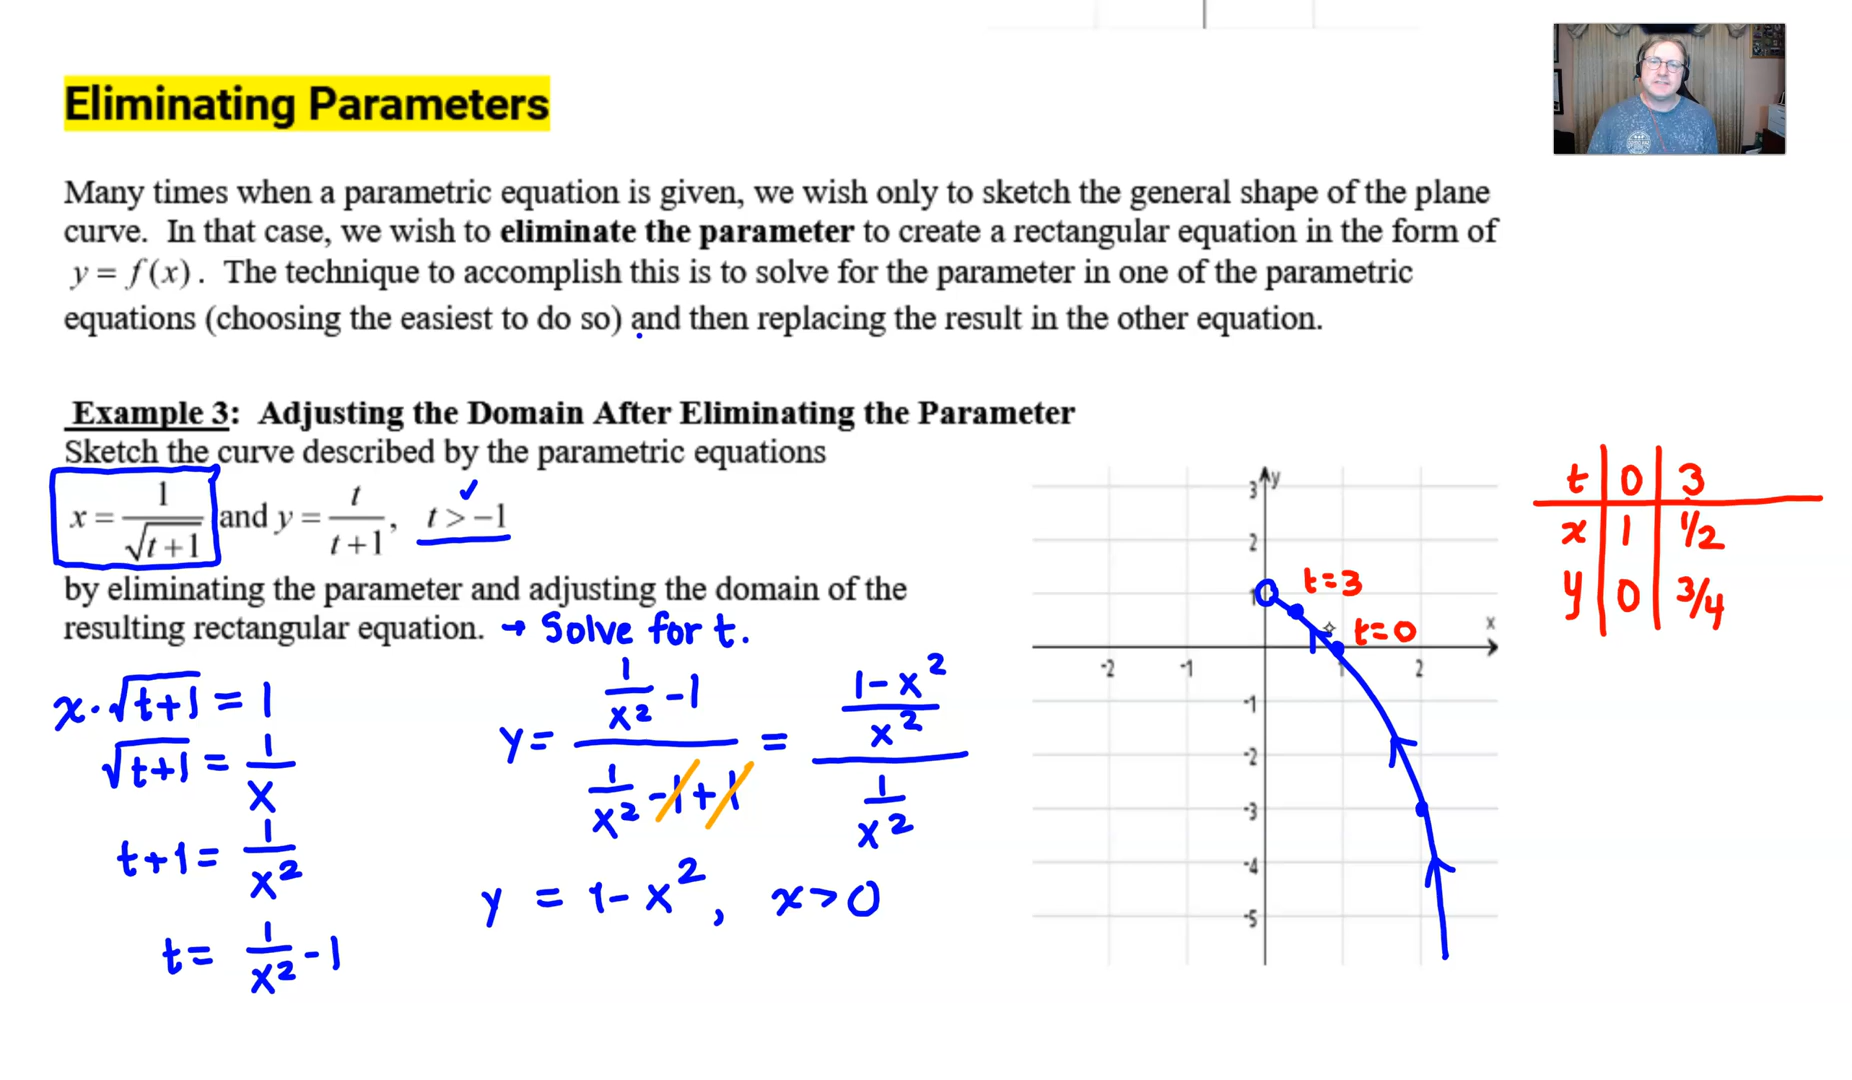 Eliminating Parameters
Many times when a parametric equation is given, we wish only to sketch the general shape of the plane
curve. In that case, we wish to eliminate the parameter to create a rectangular equation in the form of
y = f(x). The technique to accomplish this is to solve for the parameter in one of the parametric
equations (choosing the easiest to do so) and then replacing the result in the other equation.
Example 3: Adjusting the Domain After Eliminating the Parameter
Sketch the curve described by the parametric equations
x = 1/√(t+1) and y = t/(t+1), t > -1 ✓
by eliminating the parameter and adjusting the domain of the
resulting rectangular equation. → Solve for t.
x·√(t+1) = 1
√(t+1) = 1/x
t+1 = 1/x²
t = 1/x² - 1
y = (1/x² - 1)/(1/x² - 1 + 1) = ((1-x²)/x²)/(1/x²)
y = 1-x², x>0
y
3
2
1
t=3
t=0
x
-2 -1 1 2
-1
-2
-3
-4
-5
t 0 3
x 1 1/2
y 0 3/4